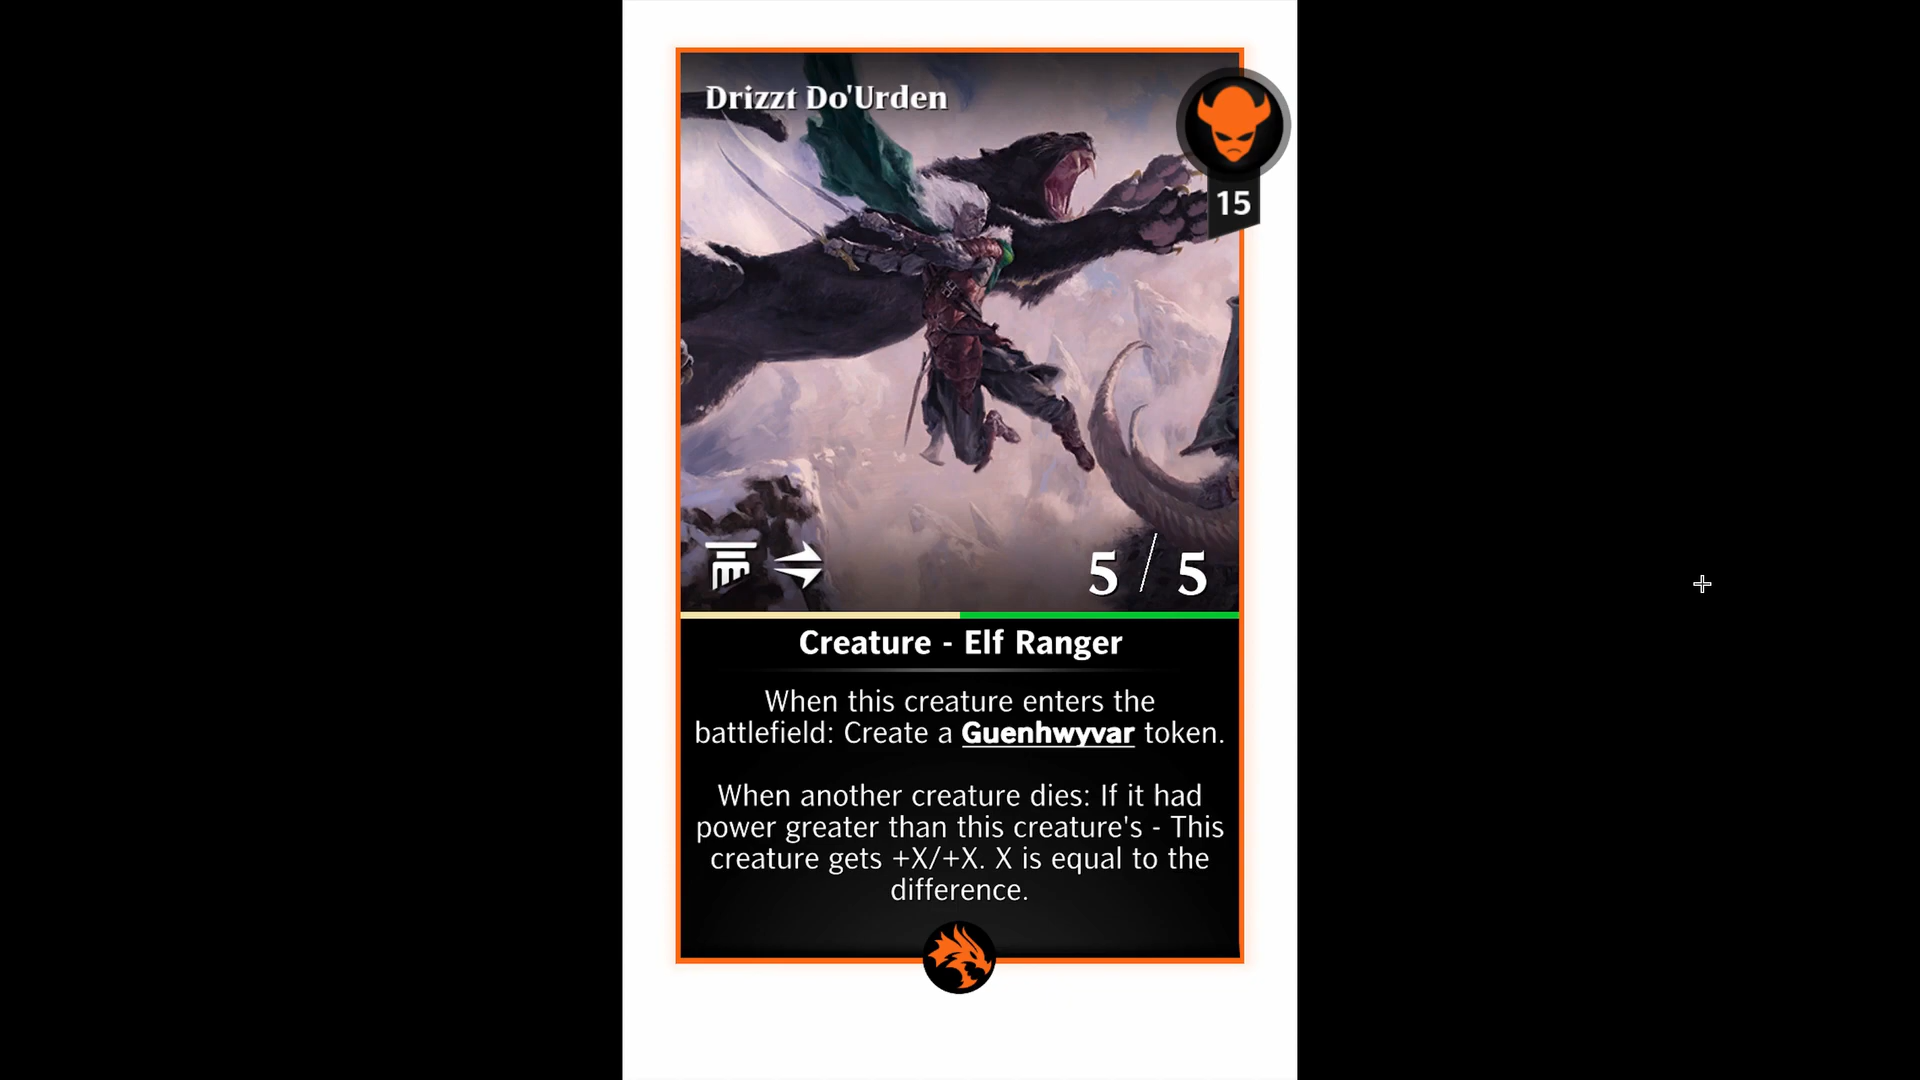 Drizzt Do'Urden
15
5 / 5
Creature - Elf Ranger
When this creature enters the
battlefield: Create a Guenhwyvar token.
When another creature dies: If it had
power greater than this creature's - This
creature gets +X/+X. X is equal to the
difference.